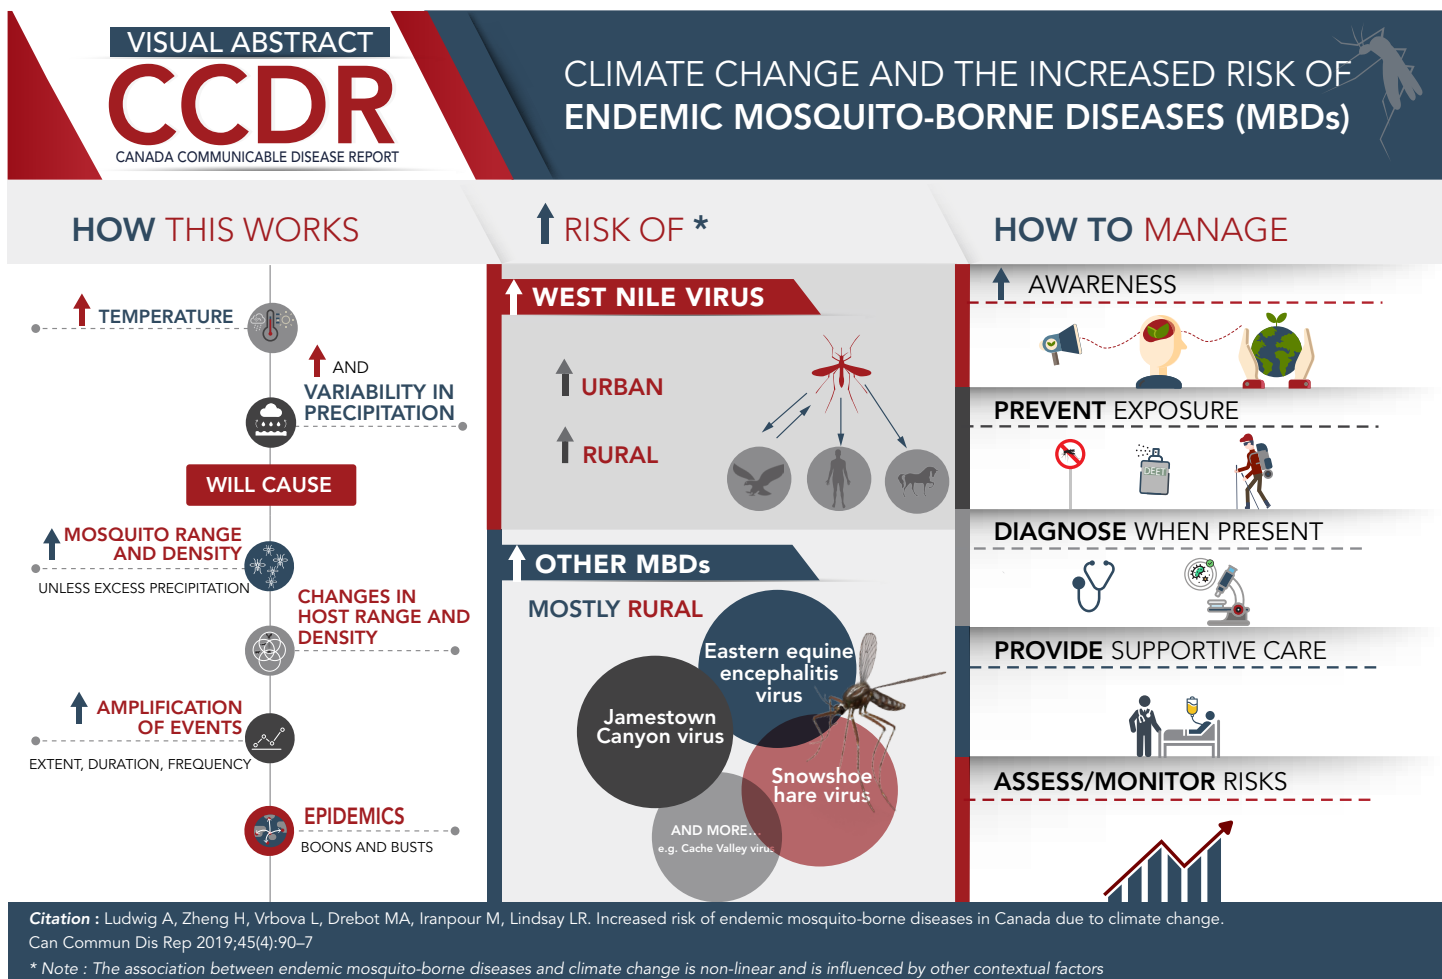 VISUAL ABSTRACT
CCDR
CANADA COMMUNICABLE DISEASE REPORT
CLIMATE CHANGE AND THE INCREASED RISK OF
ENDEMIC MOSQUITO-BORNE DISEASES (MBDs)
HOW THIS WORKS
TEMPERATURE
AND
VARIABILITY IN
PRECIPITATION
WILL CAUSE
MOSQUITO RANGE
AND DENSITY
UNLESS EXCESS PRECIPITATION
CHANGES IN
HOST RANGE AND
DENSITY
AMPLIFICATION
OF EVENTS
EXTENT, DURATION, FREQUENCY
EPIDEMICS
BOONS AND BUSTS
RISK OF *
WEST NILE VIRUS
URBAN
RURAL
OTHER MBDs
MOSTLY RURAL
Eastern equine
encephalitis
virus
Jamestown
Canyon virus
Snowshoe
hare virus
AND MORE...
e.g. Cache Valley virus
HOW TO MANAGE
AWARENESS
PREVENT EXPOSURE
DEET
DIAGNOSE WHEN PRESENT
PROVIDE SUPPORTIVE CARE
ASSESS/MONITOR RISKS
Citation : Ludwig A, Zheng H, Vrbova L, Drebot MA, Iranpour M, Lindsay LR. Increased risk of endemic mosquito-borne diseases in Canada due to climate change.
Can Commun Dis Rep 2019;45(4):90–7
* Note : The association between endemic mosquito-borne diseases and climate change is non-linear and is influenced by other contextual factors